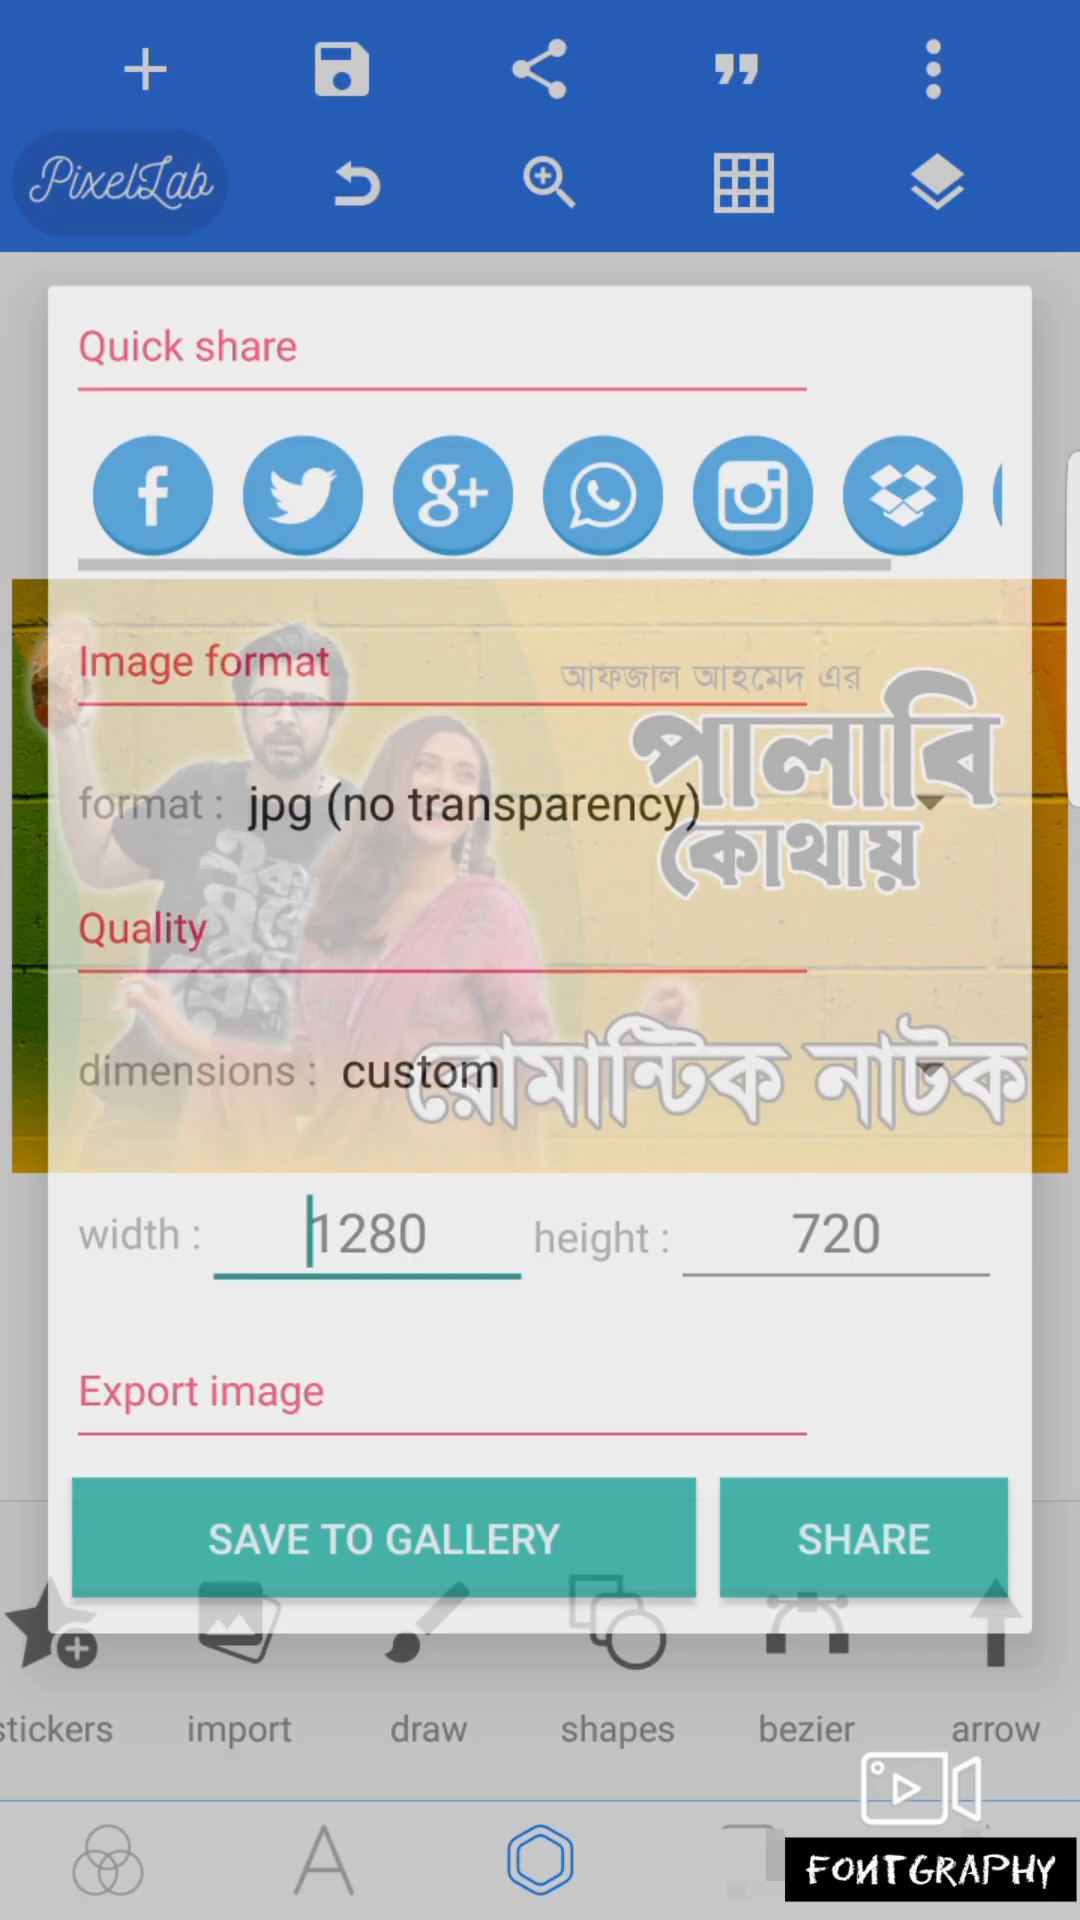 PixelLab
Quick share
Image format
আফজাল আহমেদ এর
পালাবি
কোথায়
format : jpg (no transparency)
Quality
dimensions : custom
রোমান্টিক নাটক
width : 1280 height : 720
Export image
SAVE TO GALLERY SHARE
stickers import draw shapes bezier arrow
FONTGRAPHY